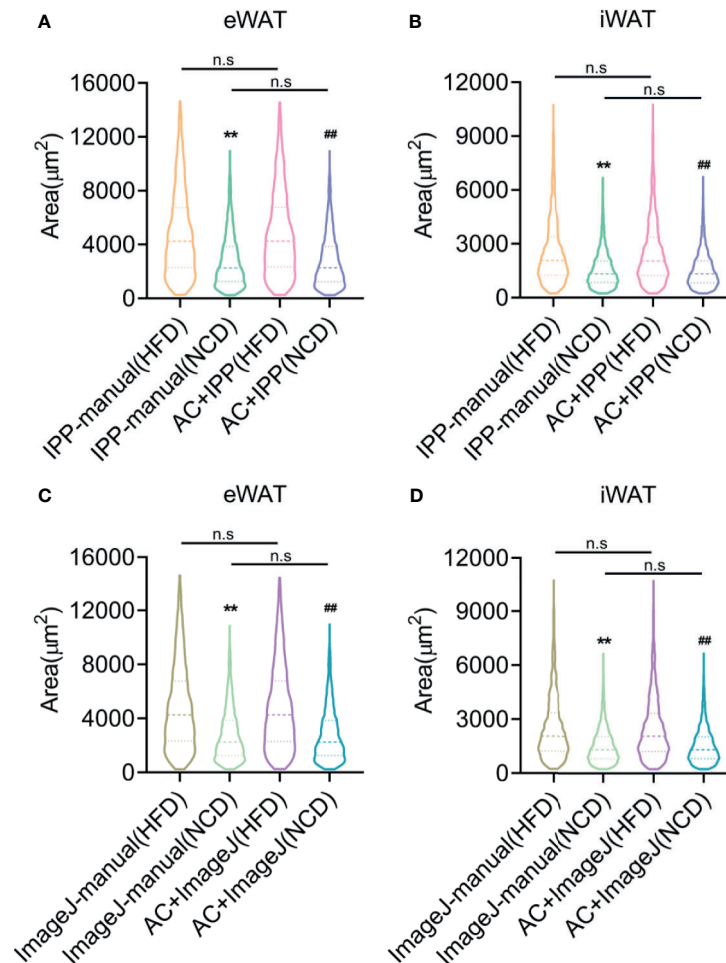 A
eWAT
n.s
n.s
**
##
Area(μm²)
16000
12000
8000
4000
0
IPP-manual(HFD)
IPP-manual(NCD)
AC+IPP(HFD)
AC+IPP(NCD)
B
iWAT
n.s
n.s
**
##
Area(μm²)
12000
9000
6000
3000
0
IPP-manual(HFD)
IPP-manual(NCD)
AC+IPP(HFD)
AC+IPP(NCD)
C
eWAT
n.s
n.s
**
##
Area(μm²)
16000
12000
8000
4000
0
ImageJ-manual(HFD)
ImageJ-manual(NCD)
AC+ImageJ(HFD)
AC+ImageJ(NCD)
D
iWAT
n.s
n.s
**
##
Area(μm²)
12000
9000
6000
3000
0
ImageJ-manual(HFD)
ImageJ-manual(NCD)
AC+ImageJ(HFD)
AC+ImageJ(NCD)